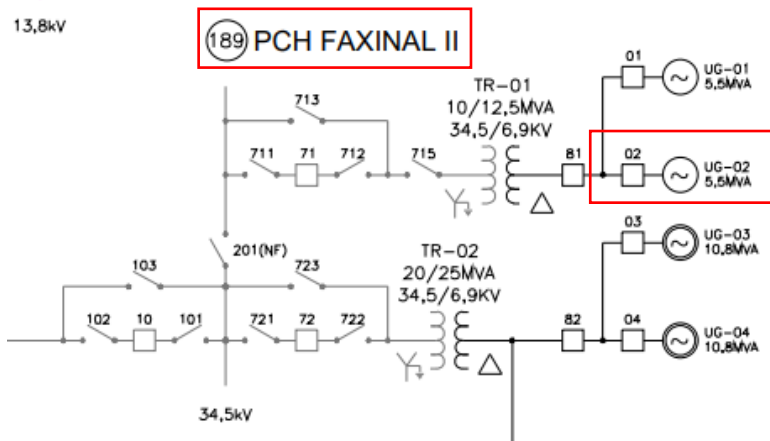 13,8kV
189 PCH FAXINAL II
01
UG-01
5,5MVA
TR-01
10/12,5MVA
34,5/6,9KV
713
711
71
712
715
81
02
UG-02
5,5MVA
03
UG-03
10,8MVA
201(NF)
TR-02
20/25MVA
34,5/6,9KV
103
723
102
10
101
721
72
722
82
04
UG-04
10,8MVA
34,5kV